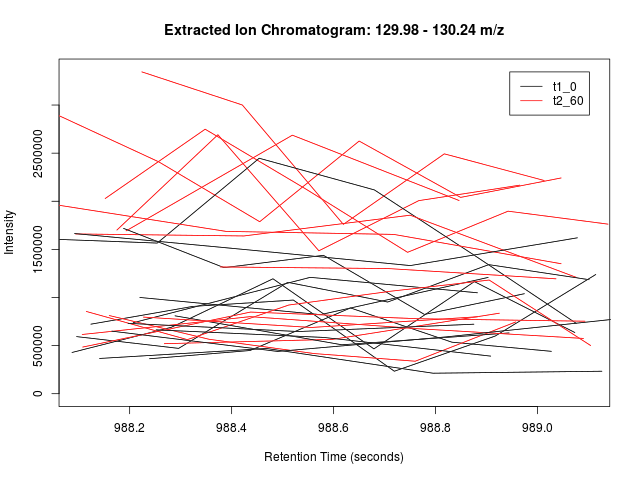 Extracted Ion Chromatogram: 129.98 - 130.24 m/z
t1_0
t2_60
Intensity
2500000
1500000
500000
0
988.2 988.4 988.6 988.8 989.0
Retention Time (seconds)